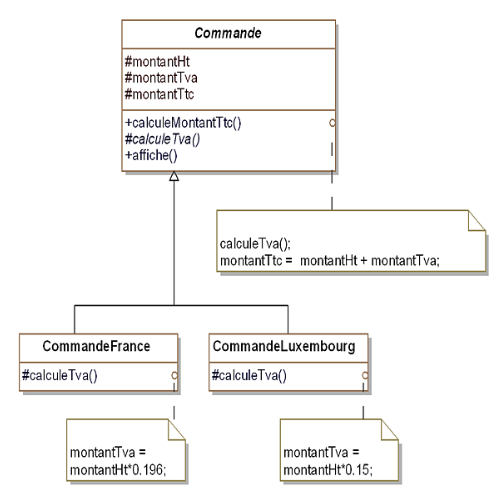 Commande
#montantHt
#montantTva
#montantTtc
+calculeMontantTtc()
#calculeTva()
+affiche()
calculeTva();
montantTtc = montantHt + montantTva;
CommandeFrance
#calculeTva()
CommandeLuxembourg
#calculeTva()
montantTva =
montantHt*0.196;
montantTva =
montantHt*0.15;